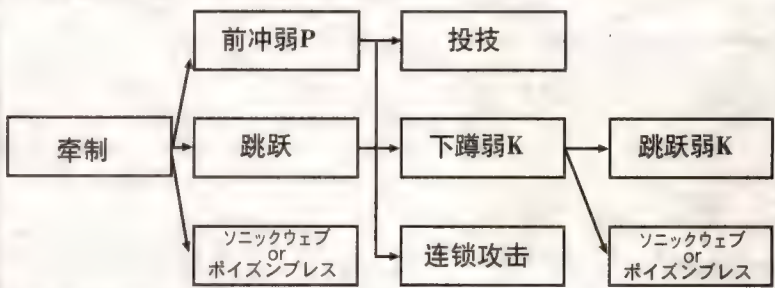 前冲弱P
投技
牵制
跳跃
下蹲弱K
跳跃弱K
ソニックウェブ
or
ポイズンブレス
连锁攻击
ソニックウェブ
or
ポイズンブレス